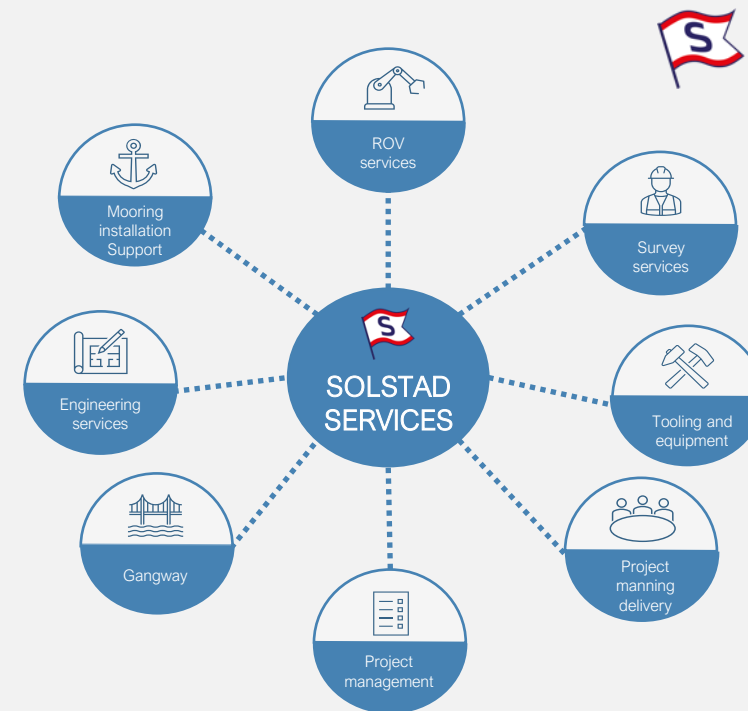 S
ROV
services
Mooring
installation
Support
Survey
services
S
SOLSTAD
SERVICES
Engineering
services
Tooling and
equipment
Gangway
Project
manning
delivery
Project
management